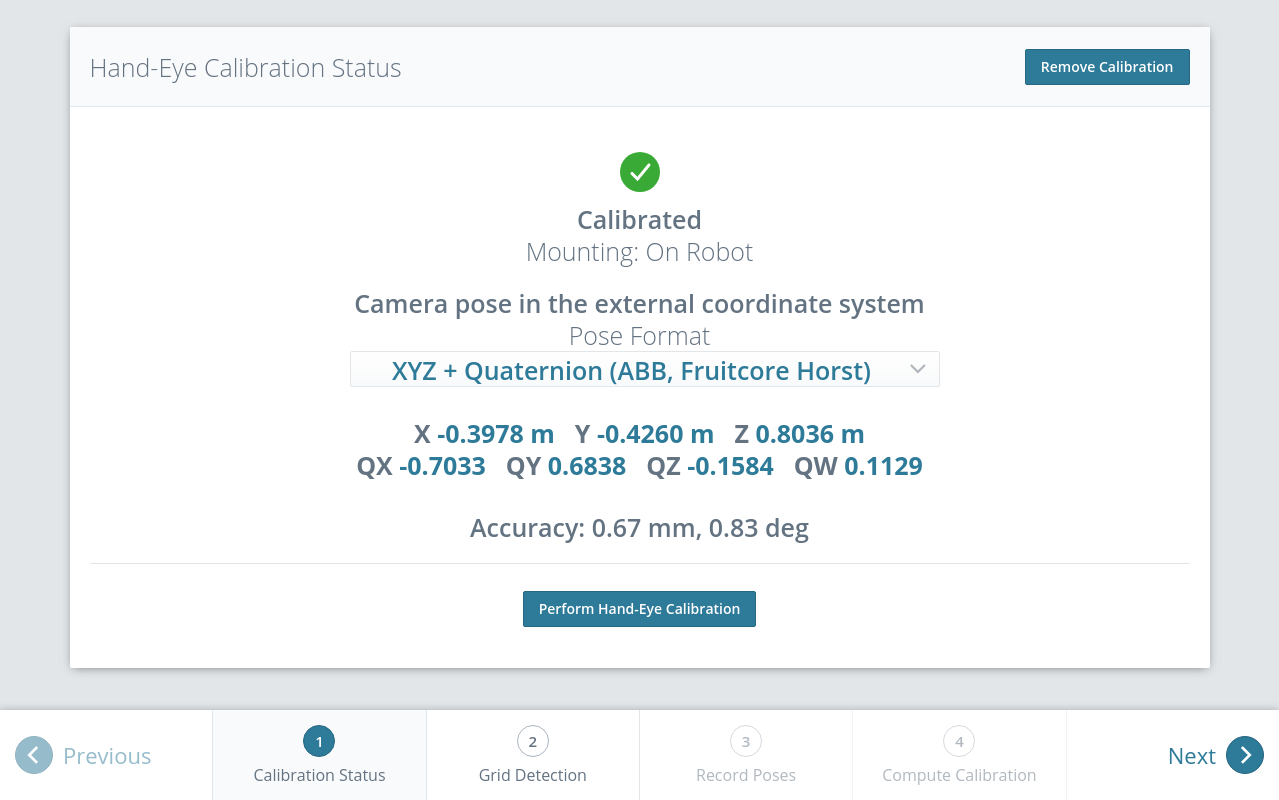 Hand-Eye Calibration Status
Remove Calibration
Calibrated
Mounting: On Robot
Camera pose in the external coordinate system
Pose Format
XYZ + Quaternion (ABB, Fruitcore Horst)
X -0.3978 m Y -0.4260 m Z 0.8036 m
QX -0.7033 QY 0.6838 QZ -0.1584 QW 0.1129
Accuracy: 0.67 mm, 0.83 deg
Perform Hand-Eye Calibration
Previous
1
Calibration Status
2
Grid Detection
3
Record Poses
4
Compute Calibration
Next